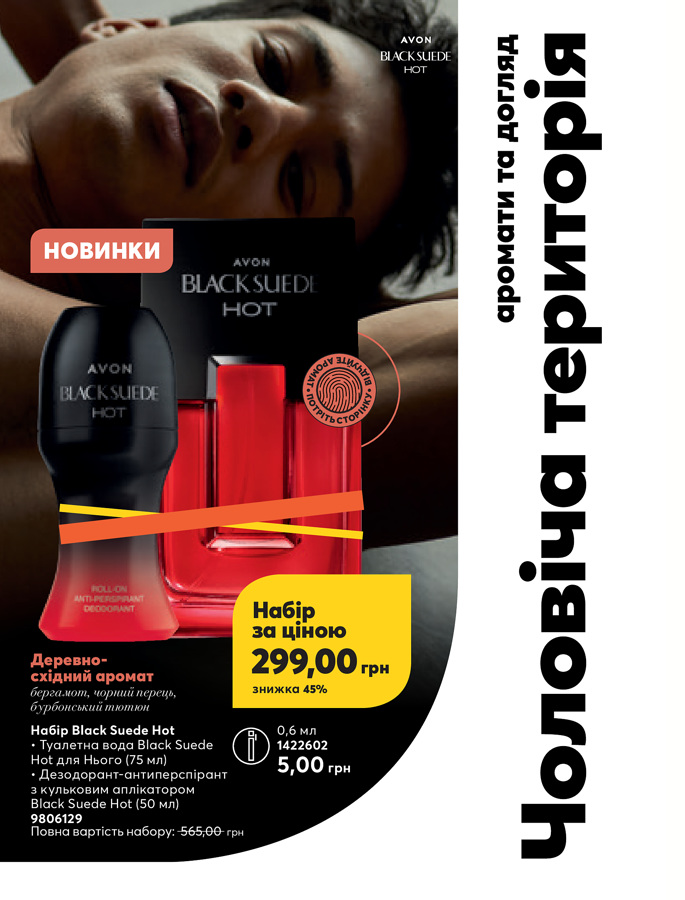 AVON
BLACK SUEDE
HOT
аромати та догляд
Чоловіча територія
НОВИНКИ
AVON
BLACK SUEDE
HOT
AVON
BLACK SUEDE
HOT
ВІДЧУЙТЕ АРОМАТ • ПОТРІТЬ СТОРІНКУ •
ROLL-ON
ANTI-PERSPIRANT
DEODORANT
Набір
за ціною
299,00 грн
знижка 45%
Деревно-
східний аромат
бергамот, чорний перець,
бурбонський тютюн
Набір Black Suede Hot
• Туалетна вода Black Suede
Hot для Нього (75 мл)
• Дезодорант-антиперспірант
з кульковим аплікатором
Black Suede Hot (50 мл)
9806129
Повна вартість набору: 565,00 грн
0,6 мл
1422602
5,00 грн